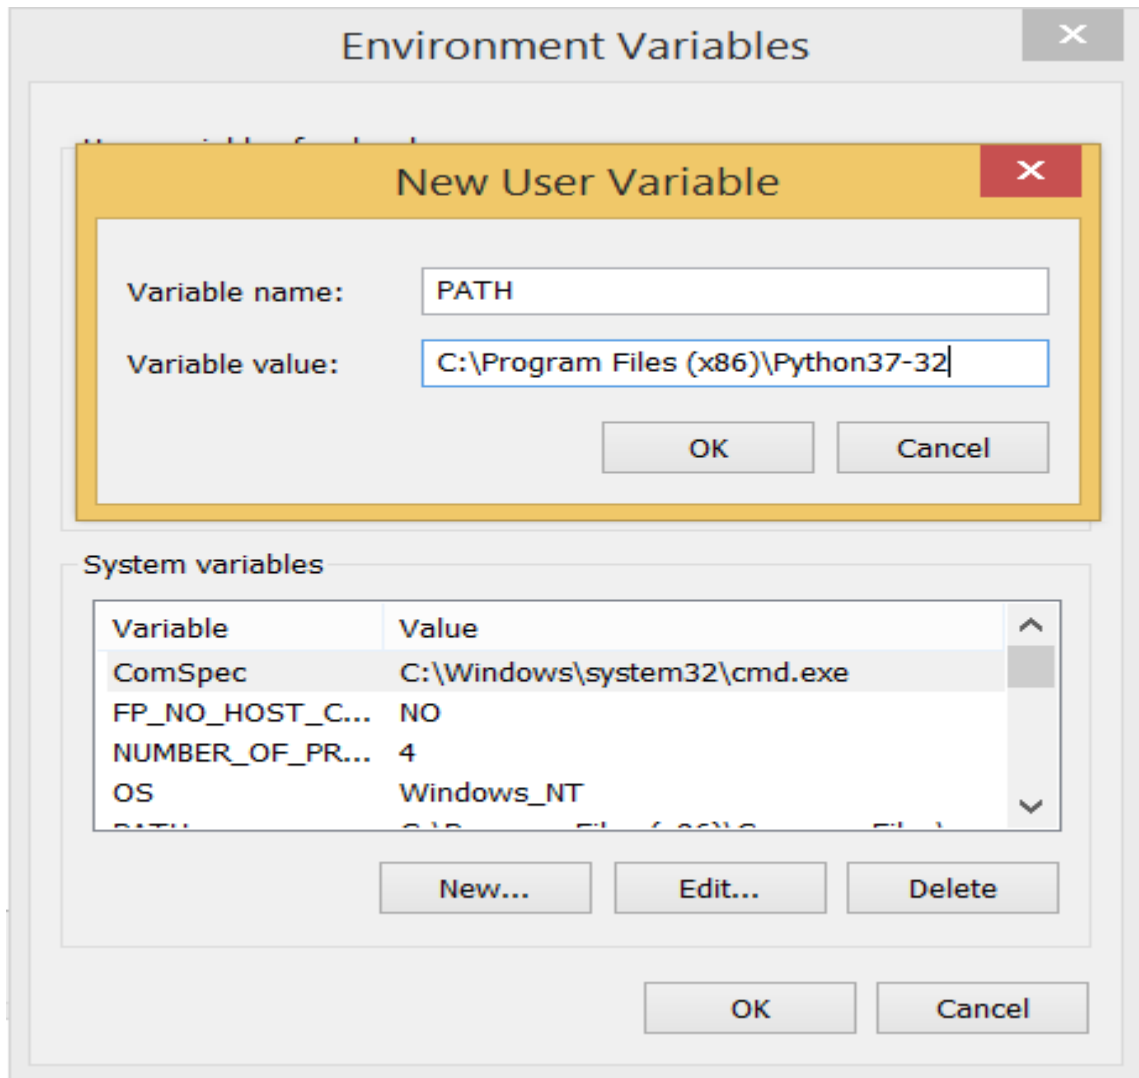 Environment Variables
New User Variable
Variable name:
PATH
Variable value:
C:\Program Files (x86)\Python37-32
OK
Cancel
System variables
Variable Value
ComSpec C:\Windows\system32\cmd.exe
FP_NO_HOST_C... NO
NUMBER_OF_PR... 4
OS Windows_NT
New...
Edit...
Delete
OK
Cancel